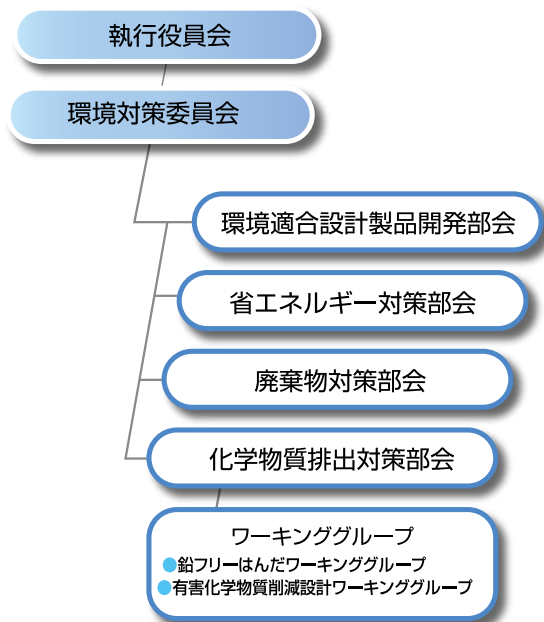 執行役員会
環境対策委員会
環境適合設計製品開発部会
省エネルギー対策部会
廃棄物対策部会
化学物質排出対策部会
ワーキンググループ
●鉛フリーはんだワーキンググループ
●有害化学物質削減設計ワーキンググループ